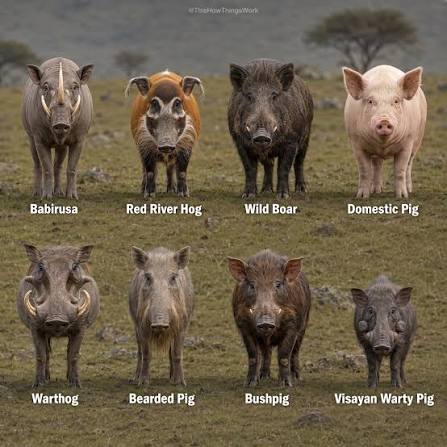 @TheHowThingsWork
Babirusa
Red River Hog
Wild Boar
Domestic Pig
Warthog
Bearded Pig
Bushpig
Visayan Warty Pig